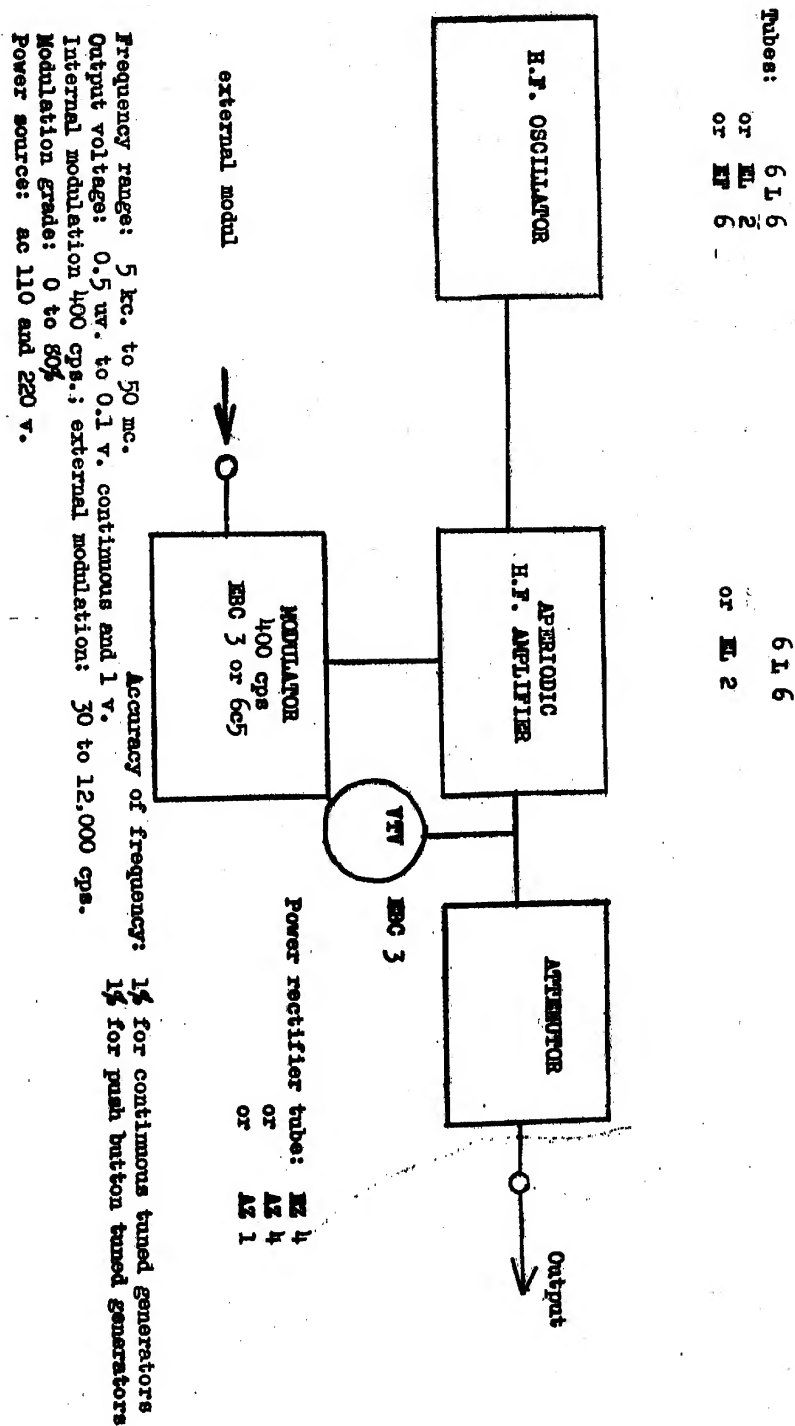 Tubes: 6 L 6
or EL 2
or EF 6 -
6 L 6
or EL 2
H.F. OSCILLATOR
APERIODIC
H.F. AMPLIFIER
ATTENUTOR
Output
VTV
EBC 3
external modul
MODULATOR
400 cps
EBC 3 or 6c5
Power rectifier tube: EZ 4
or AZ 4
or AZ 1
Frequency range: 5 kc. to 50 mc.
Accuracy of frequency: 1% for continuous tuned generators
1% for push button tuned generators
Output voltage: 0.5 uv. to 0.1 v. continuous and 1 v.
Internal modulation 400 cps.; external modulation: 30 to 12,000 cps.
Modulation grade: 0 to 80%
Power source: ac 110 and 220 v.